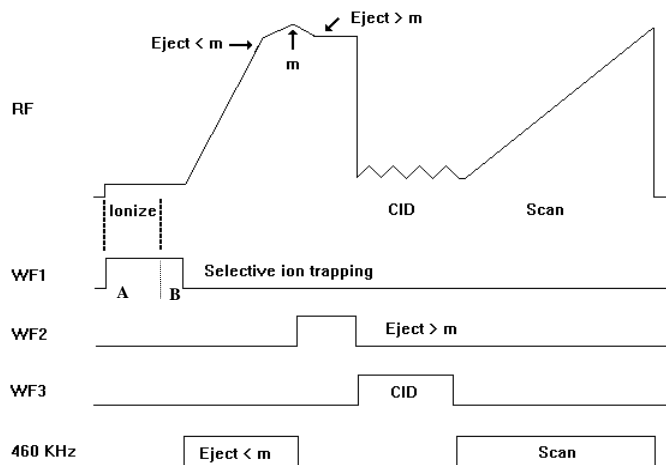 Eject > m
Eject < m
m
RF
CID
Scan
Ionize
WF1
Selective ion trapping
A
B
WF2
Eject > m
WF3
CID
460 KHz
Eject < m
Scan